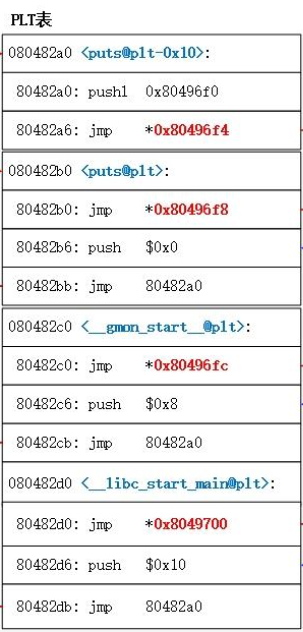 PLT表
080482a0 <puts@plt-0x10>:
80482a0: pushl 0x80496f0
80482a6: jmp *0x80496f4
080482b0 <puts@plt>:
80482b0: jmp *0x80496f8
80482b6: push $0x0
80482bb: jmp 80482a0
080482c0 <__gmon_start__@plt>:
80482c0: jmp *0x80496fc
80482c6: push $0x8
80482cb: jmp 80482a0
080482d0 <__libc_start_main@plt>:
80482d0: jmp *0x8049700
80482d6: push $0x10
80482db: jmp 80482a0